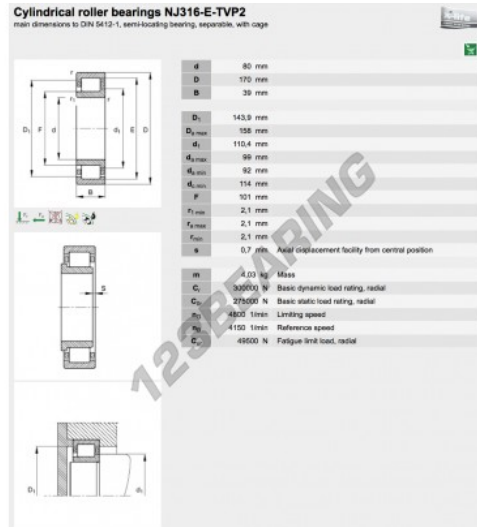 Cylindrical roller bearings NJ316-E-TVP2
main dimensions to DIN 5412-1, semi-locating bearing, separable, with cage
d 80 mm
D 170 mm
B 39 mm
D1 143,9 mm
Da max 158 mm
d1 110,4 mm
da max 99 mm
da min 92 mm
dc min 114 mm
F 101 mm
r1 min 2,1 mm
ra max 2,1 mm
rmin 2,1 mm
s 0,7 mm Axial displacement facility from central position
m 4,03 kg Mass
Cr 300000 N Basic dynamic load rating, radial
C0r 275000 N Basic static load rating, radial
nG 4800 1/min Limiting speed
nB 4150 1/min Reference speed
Cur 49500 N Fatigue limit load, radial
r
r1 r
D1 F d d1 E D
B
S
D1 d1
123BEARING